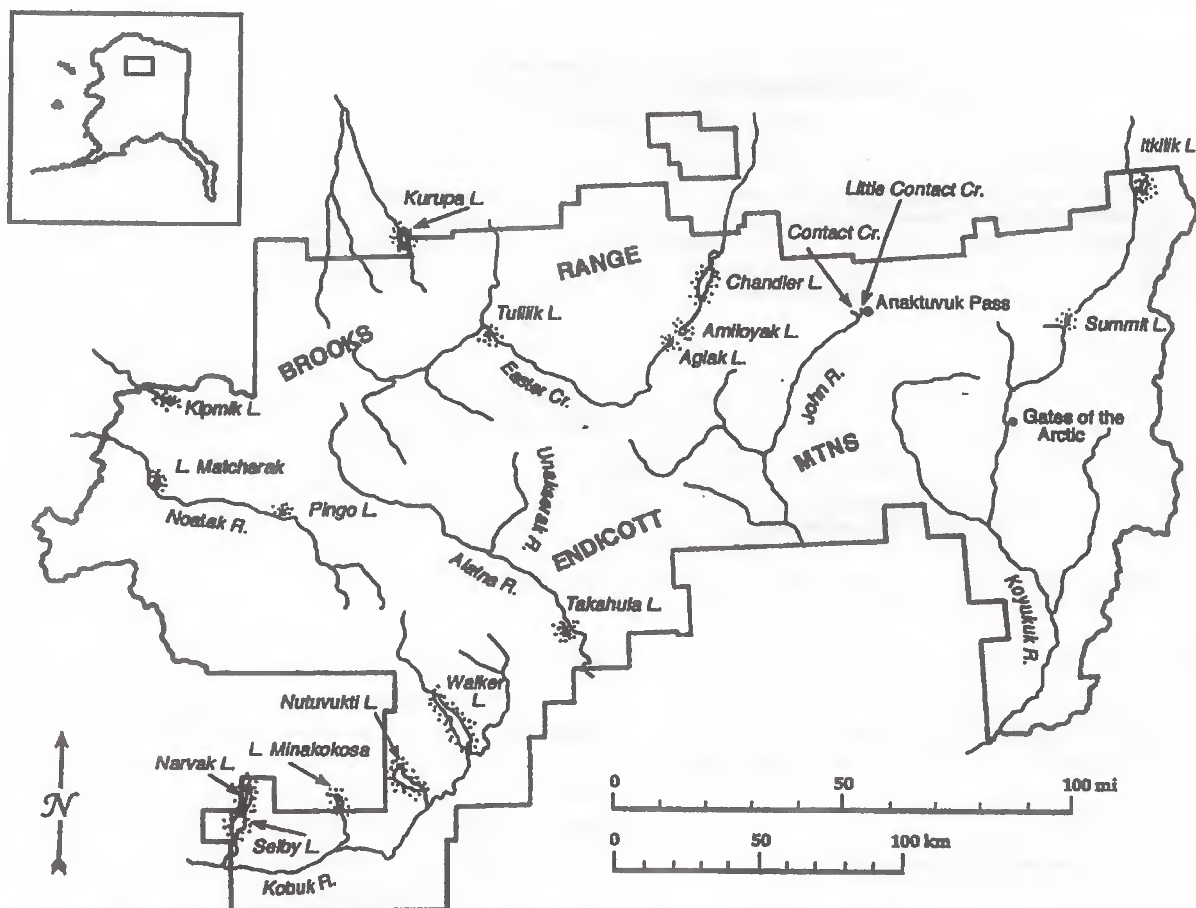 Itkilik L.
Kurupa L.
Little Contact Cr.
Contact Cr.
RANGE
Chandler L.
Anaktuvuk Pass
Tulilik L.
Amiloyak L.
Summit L.
BROOKS
Agiak L.
Easter Cr.
John R.
Kipmik L.
Gates of the
Arctic
MTNS
L. Matcharak
Unakserak R.
Noatak R.
Pingo L.
ENDICOTT
Alatna R.
Takahula L.
Koyukuk R.
Walker
L.
Nutuvukti L.
L. Minakokosa
Narvak L.
N
0 50 100 mi
0 50 100 km
Selby L.
Kobuk R.